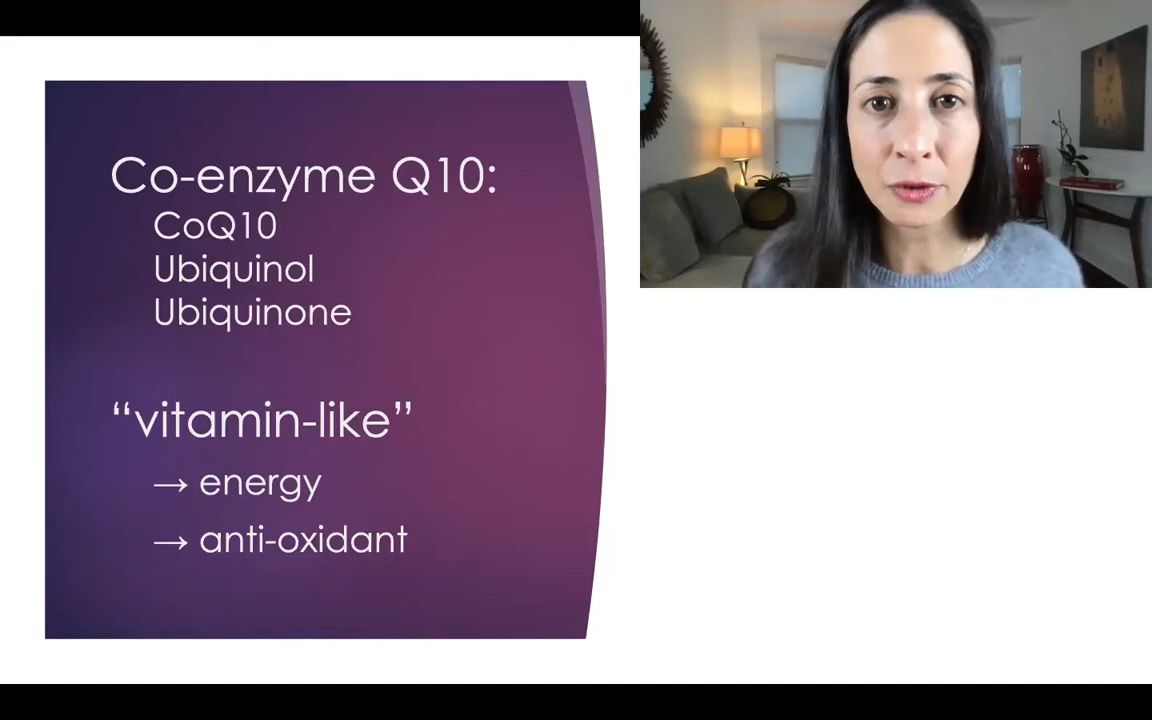 Co-enzyme Q10:
CoQ10
Ubiquinol
Ubiquinone
“vitamin-like”
→ energy
→ anti-oxidant